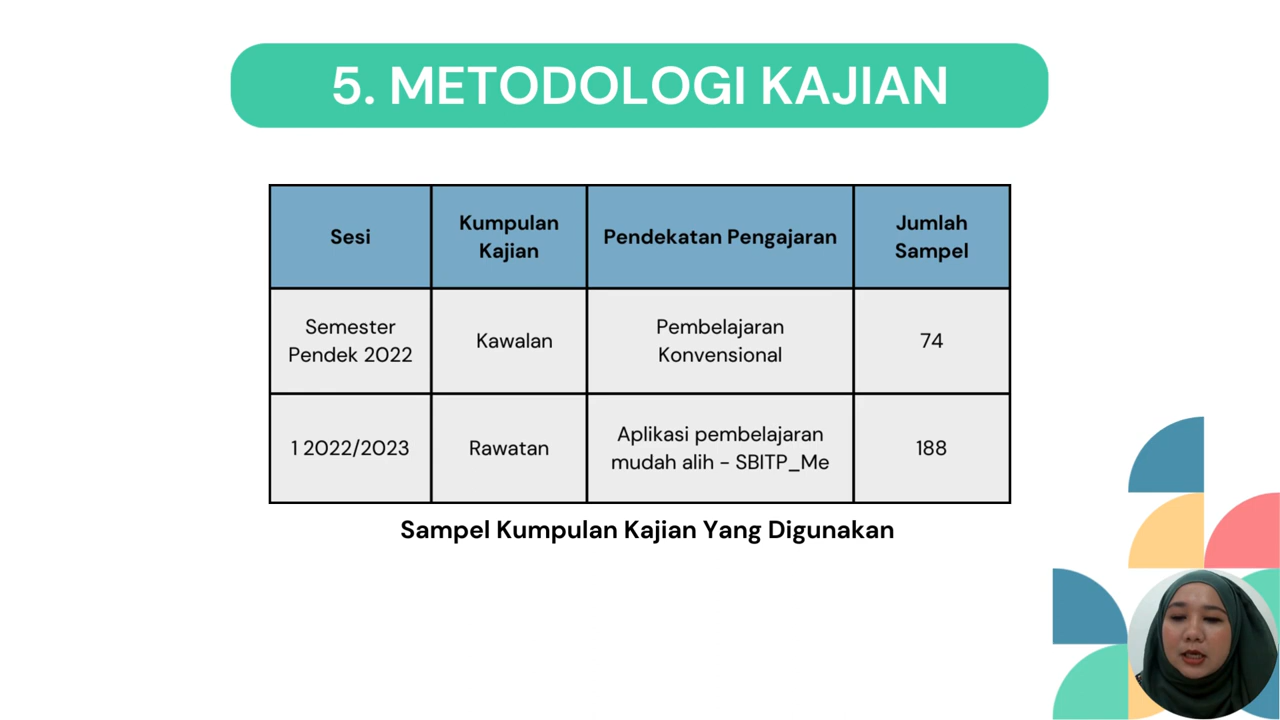 5. METODOLOGI KAJIAN
Sesi
Kumpulan
Kajian
Pendekatan Pengajaran
Jumlah
Sampel
Semester
Pendek 2022
Kawalan
Pembelajaran
Konvensional
74
1 2022/2023
Rawatan
Aplikasi pembelajaran
mudah alih - SBITP_Me
188
Sampel Kumpulan Kajian Yang Digunakan